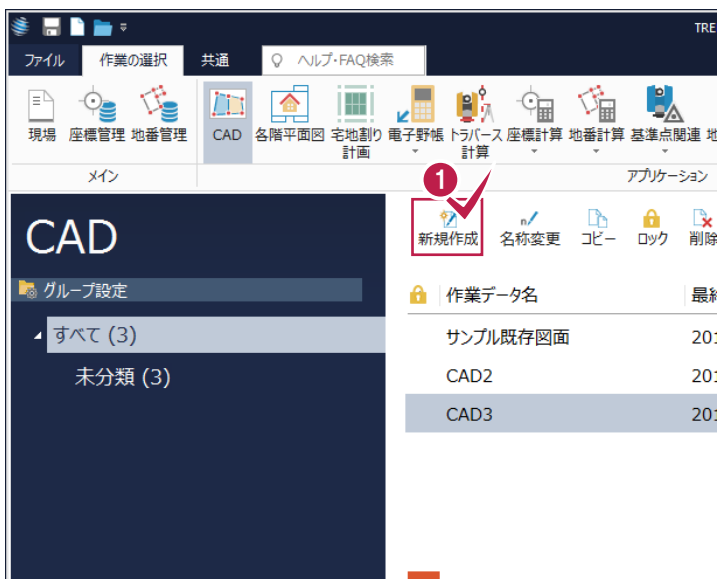 TRE
ファイル 作業の選択 共通 ヘルプ・FAQ検索
現場 座標管理 地番管理 CAD 各階平面図 宅地割り 電子野帳 トラバース 座標計算 地番計算 基準点関連 地
計画 計算
メイン アプリケーション
1
CAD
新規作成 名称変更 コピー ロック 削除
グループ設定
作業データ名 最終
すべて (3)
サンプル既存図面 201
未分類 (3)
CAD2 201
CAD3 201